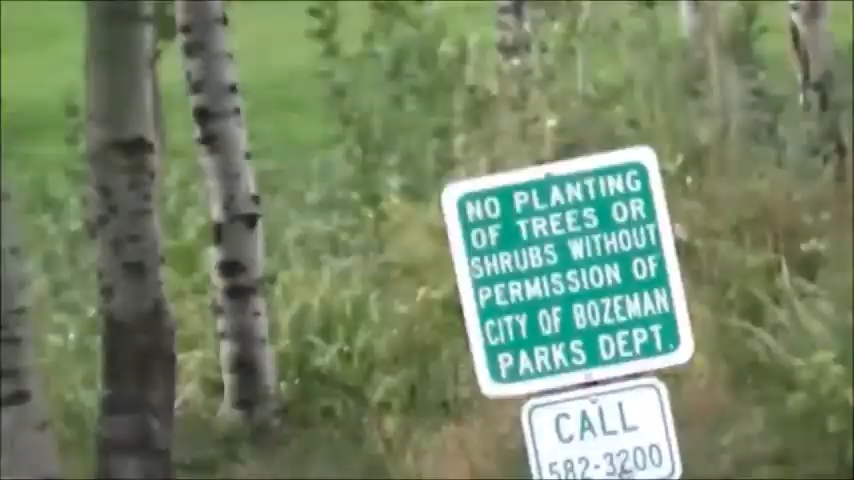 NO PLANTING
OF TREES OR
SHRUBS WITHOUT
PERMISSION OF
CITY OF BOZEMAN
PARKS DEPT.
CALL
582-3200